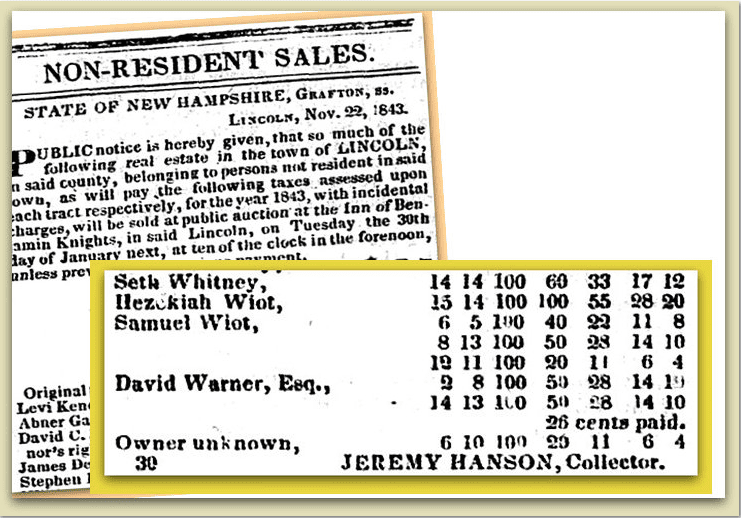 NON-RESIDENT SALES.
STATE OF NEW HAMPSHIRE, GRAFTON, ss.
LINCOLN, Nov. 22, 1843.
PUBLIC notice is hereby given, that so much of the
following real estate in the town of LINCOLN,
n said county, belonging to persons not resident in said
own, as will pay the following taxes assessed upon
each tract respectively, for the year 1843, with incidental
charges, will be sold at public auction at the Inn of Ben-
amin Knights, in said Lincoln, on Tuesday the 30th
day of January next, at ten of the clock in the forenoon,
unless prev
Original
Levi Ken
Abner Ga
David C.
nor's rig
James De
Stephen
Seth Whitney, 14 14 100 60 33 17 12
Hezekiah Wiot, 15 14 100 100 55 28 20
Samuel Wiot, 6 5 100 40 22 11 8
8 13 100 50 28 14 10
12 11 100 20 11 6 4
David Warner, Esq., 2 8 100 50 28 14 10
14 13 100 50 28 14 10
26 cents paid.
Owner unknown, 6 10 100 20 11 6 4
30 JEREMY HANSON, Collector.